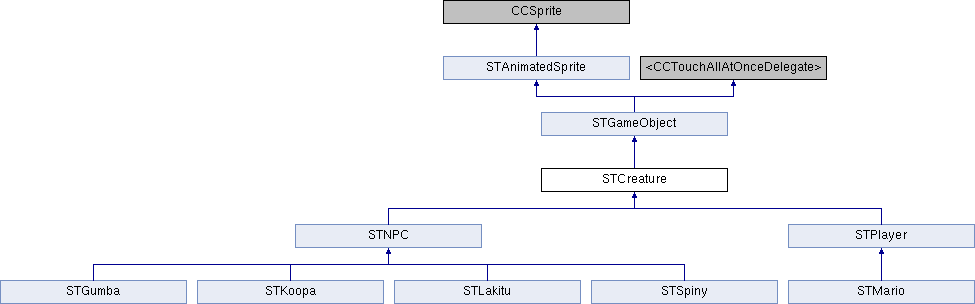 CCSprite
STAnimatedSprite
<CCTouchAllAtOnceDelegate>
STGameObject
STCreature
STNPC
STPlayer
STGumba
STKoopa
STLakitu
STSpiny
STMario